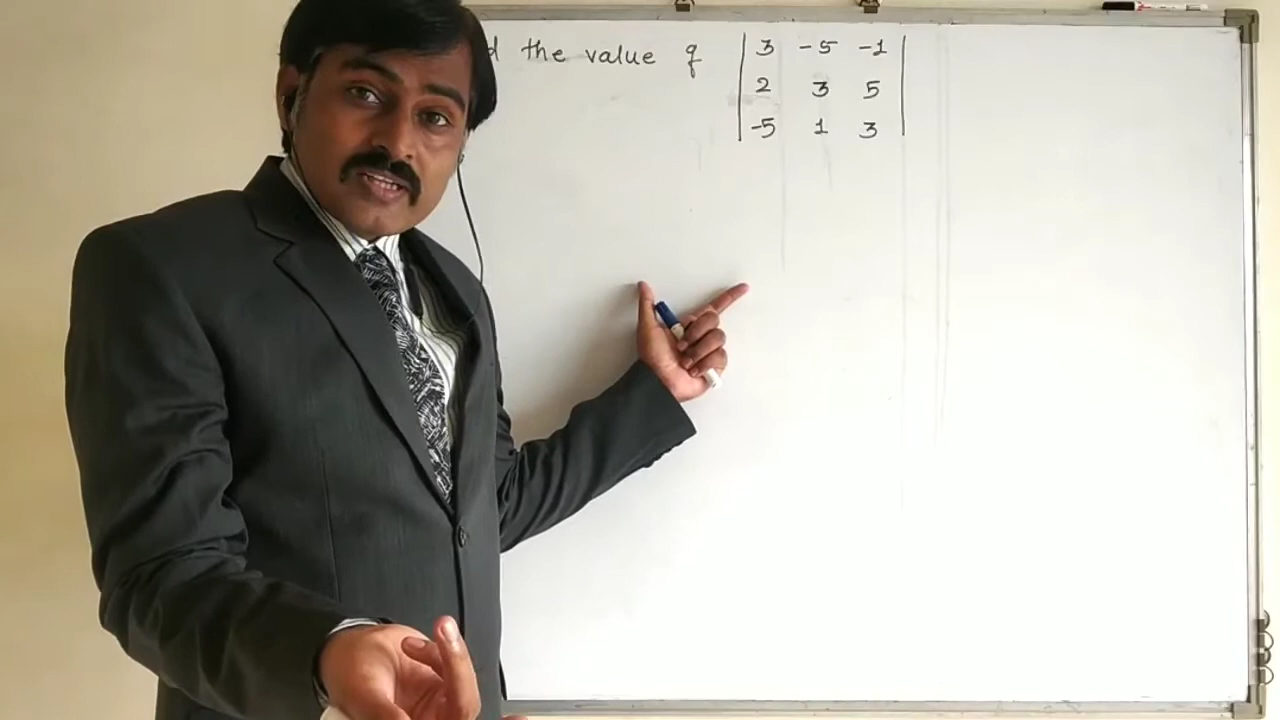 d the value of | 3 -5 -1 |
| 2 3 5 |
| -5 1 3 |